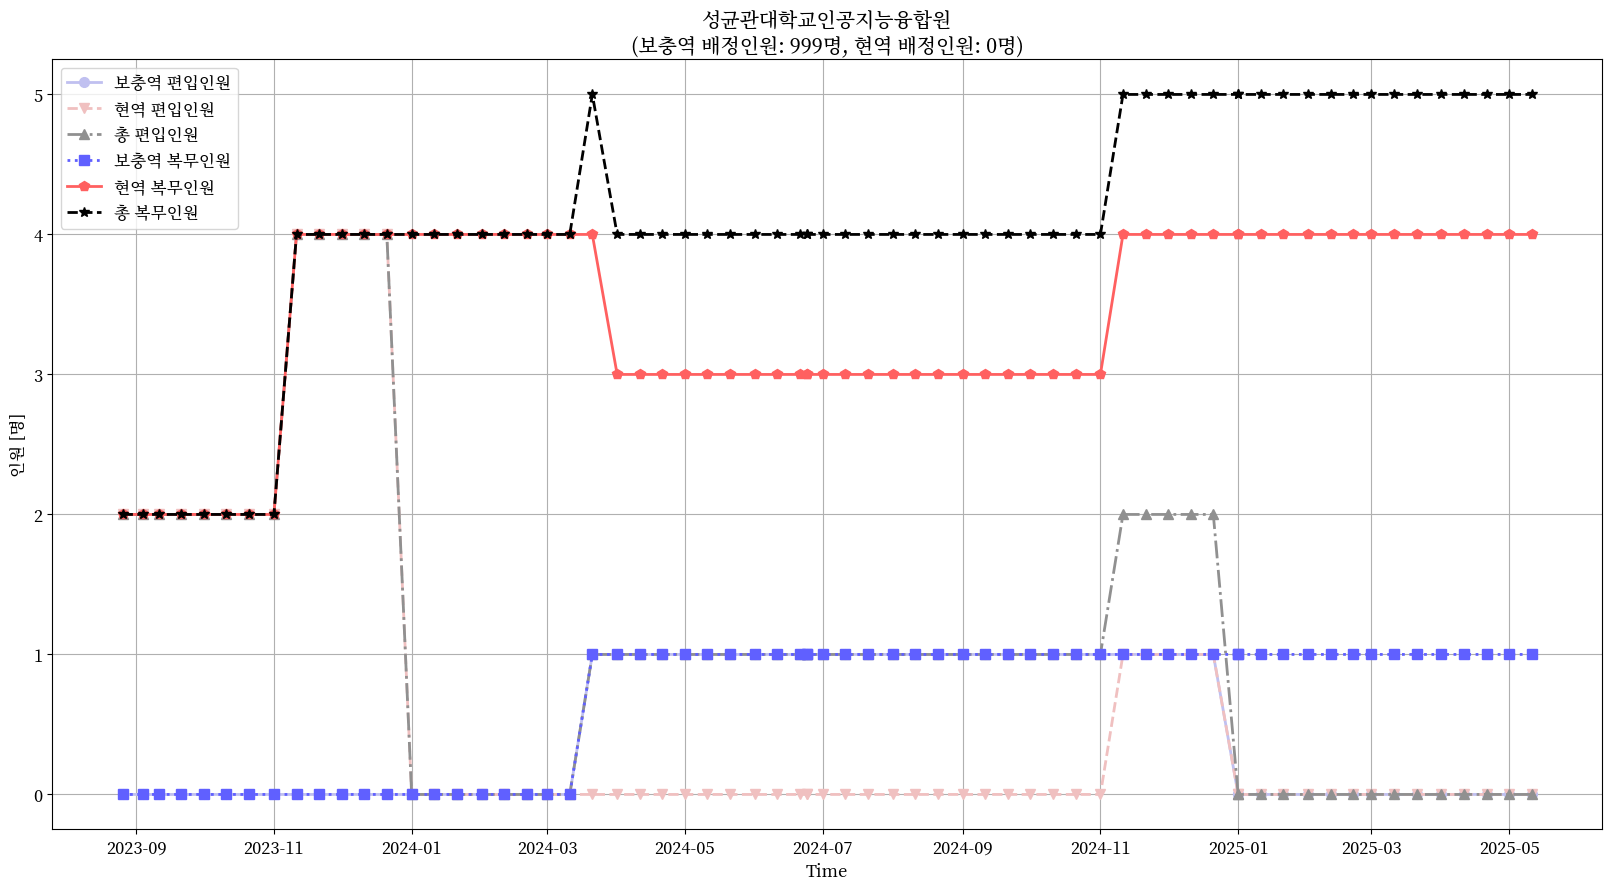 성균관대학교인공지능융합원
(보충역 배정인원: 999명, 현역 배정인원: 0명)
보충역 편입인원
현역 편입인원
총 편입인원
보충역 복무인원
현역 복무인원
총 복무인원
인원 [명]
5
4
3
2
1
0
2023-09
2023-11
2024-01
2024-03
2024-05
2024-07
2024-09
2024-11
2025-01
2025-03
2025-05
Time